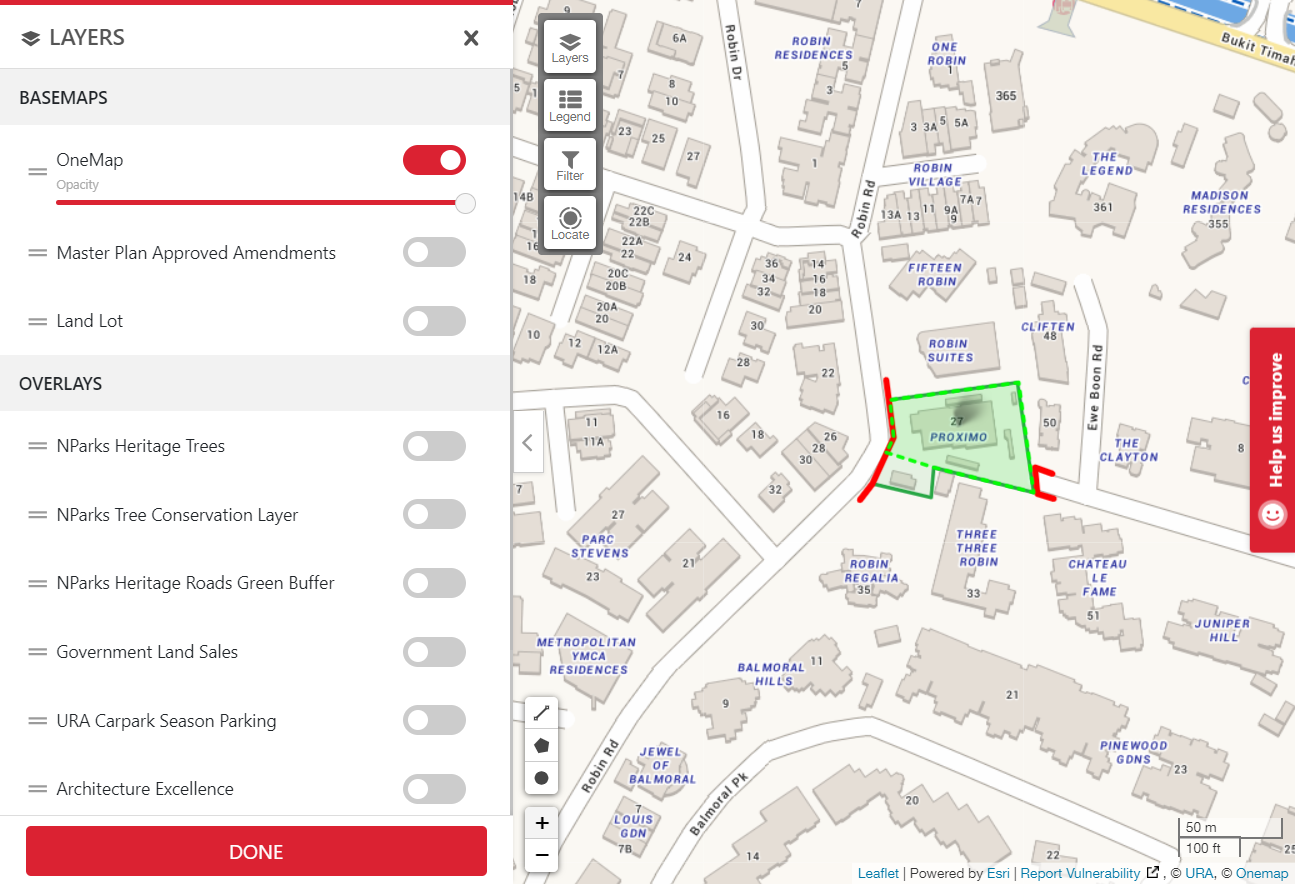 LAYERS
BASEMAPS
OneMap
Opacity
Master Plan Approved Amendments
Land Lot
OVERLAYS
NParks Heritage Trees
NParks Tree Conservation Layer
NParks Heritage Roads Green Buffer
Government Land Sales
URA Carpark Season Parking
Architecture Excellence
DONE
Layers
Legend
Filter
Locate
Robin Dr
ROBIN
RESIDENCES
7
5
3
1
ONE
ROBIN
1
365
Bukit Timah
6A
7
8
10
5
23
25
27
3 3A 5 5A
ROBIN
VILLAGE
13A 13 11 9A 9 7A 7
Robin Rd
THE
LEGEND
361
MADISON
RESIDENCES
355
14B
16
18
22C
22B
22A
22
20C
20B
20A
20
24
36
34
32
14
16
18
20
FIFTEEN
ROBIN
10
12
12A
30
28
22
ROBIN
SUITES
CLIFTEN
48
Ewe Boon Rd
27
PROXIMO
50
THE
CLAYTON
8
11
11A
16
18
26
28
30
32
7
27
PARC
STEVENS
23
21
ROBIN
REGALIA
35
THREE
THREE
ROBIN
33
CHATEAU
LE
FAME
51
JUNIPER
HILL
METROPOLITAN
YMCA
RESIDENCES
BALMORAL
HILLS
11
9
21
PINEWOOD
GDNS
23
Robin Rd
JEWEL
OF
BALMORAL
Balmoral Pk
7
LOUIS
GDN
7B
14
20
22
25
Help us improve
+
−
50 m
100 ft
Leaflet | Powered by Esri | Report Vulnerability , © URA, © Onemap